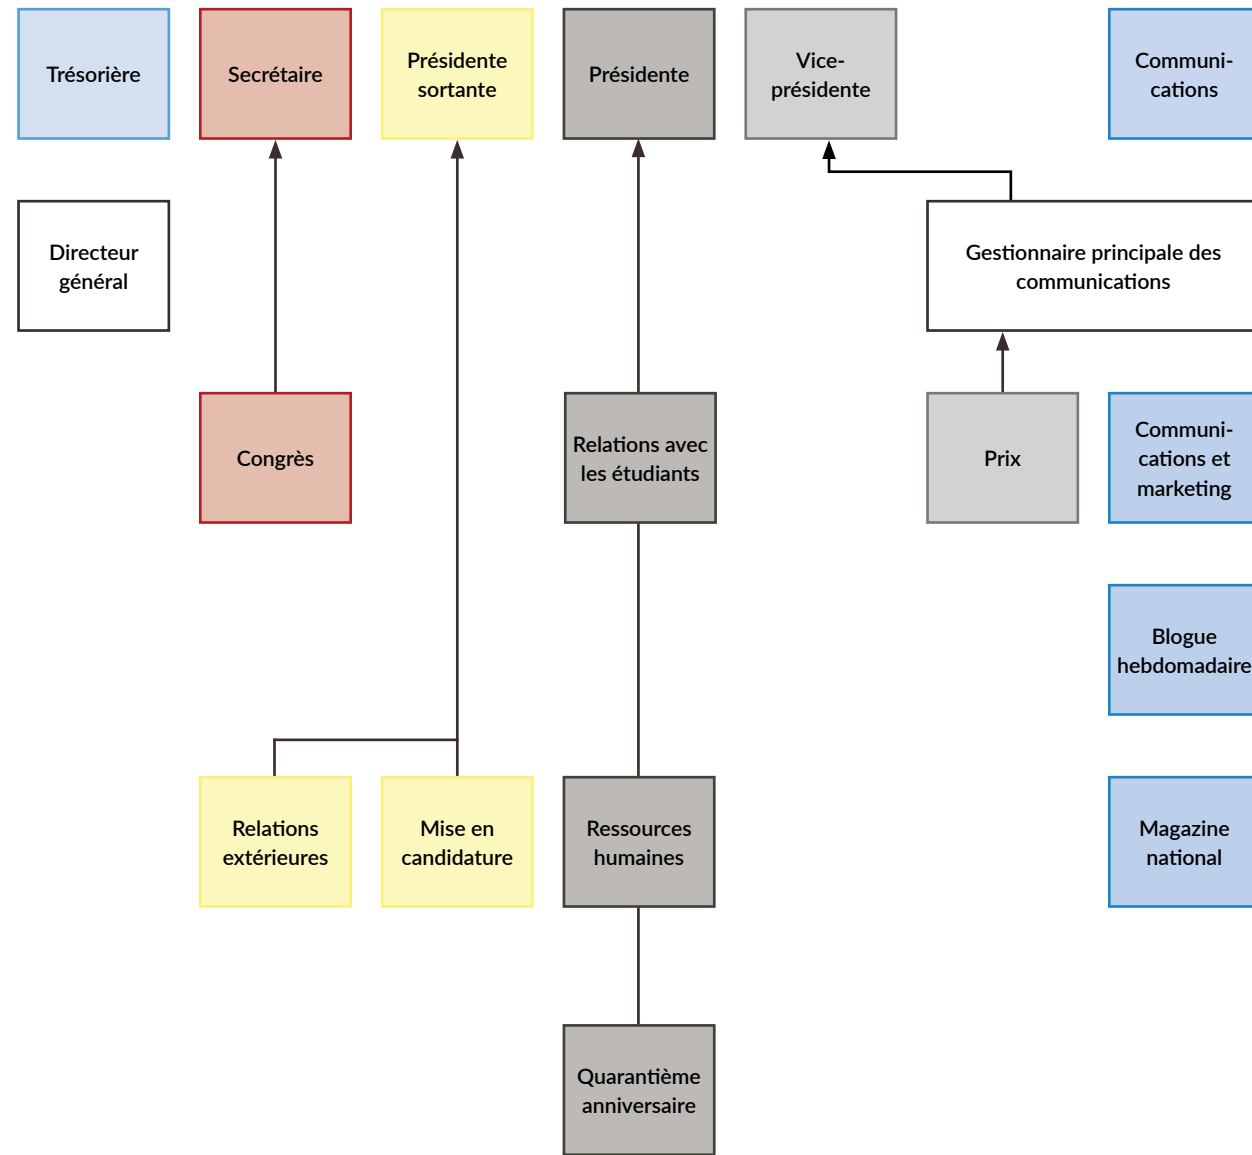 Trésorière
Secrétaire
Présidente
sortante
Présidente
Vice-
présidente
Communi-
cations
Directeur
général
Gestionnaire principale des
communications
Congrès
Relations avec
les étudiants
Prix
Communi-
cations et
marketing
Blogue
hebdomadaire
Relations
extérieures
Mise en
candidature
Ressources
humaines
Magazine
national
Quarantième
anniversaire